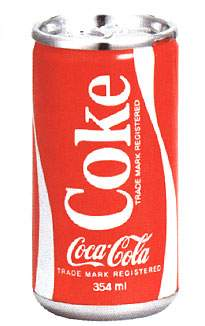 Coke
TRADE MARK REGISTERED
Coca-Cola
TRADE MARK REGISTERED
354 ml